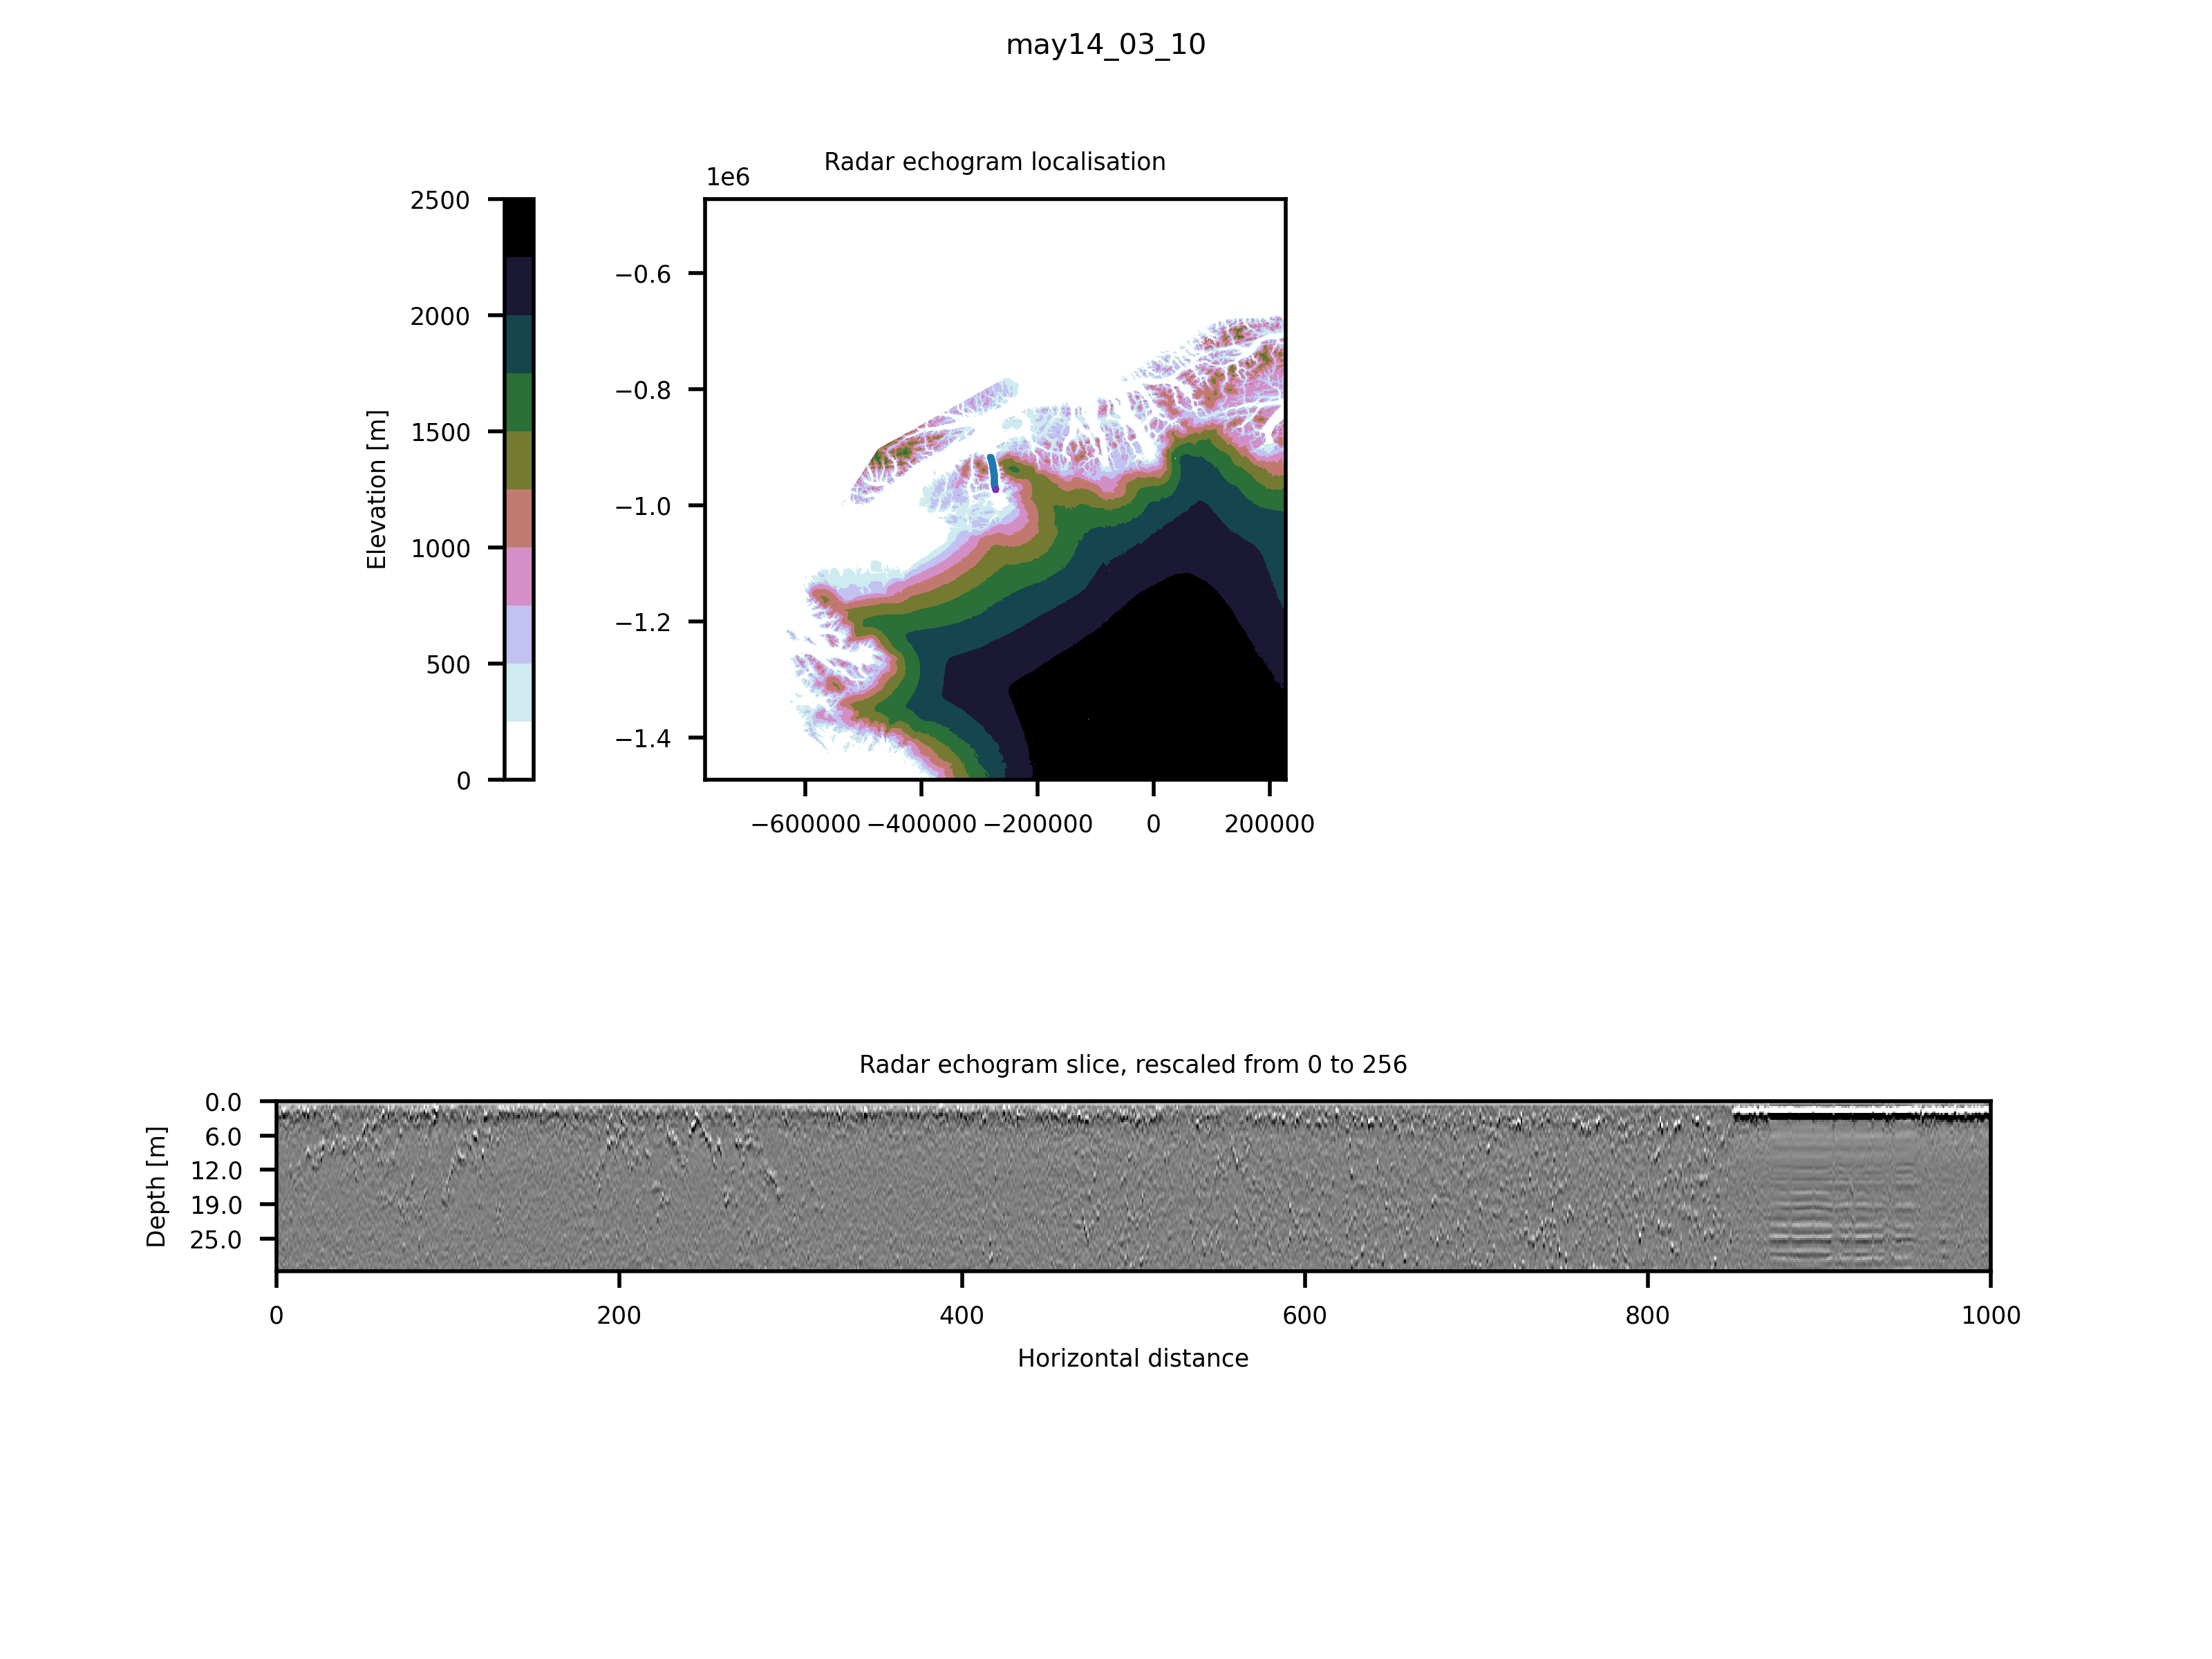 may14_03_10
Radar echogram localisation
1e6
2500
2000
1500
1000
500
0
Elevation [m]
−0.6
−0.8
−1.0
−1.2
−1.4
−600000 −400000 −200000 0 200000
Radar echogram slice, rescaled from 0 to 256
0.0
6.0
12.0
19.0
25.0
Depth [m]
0 200 400 600 800 1000
Horizontal distance